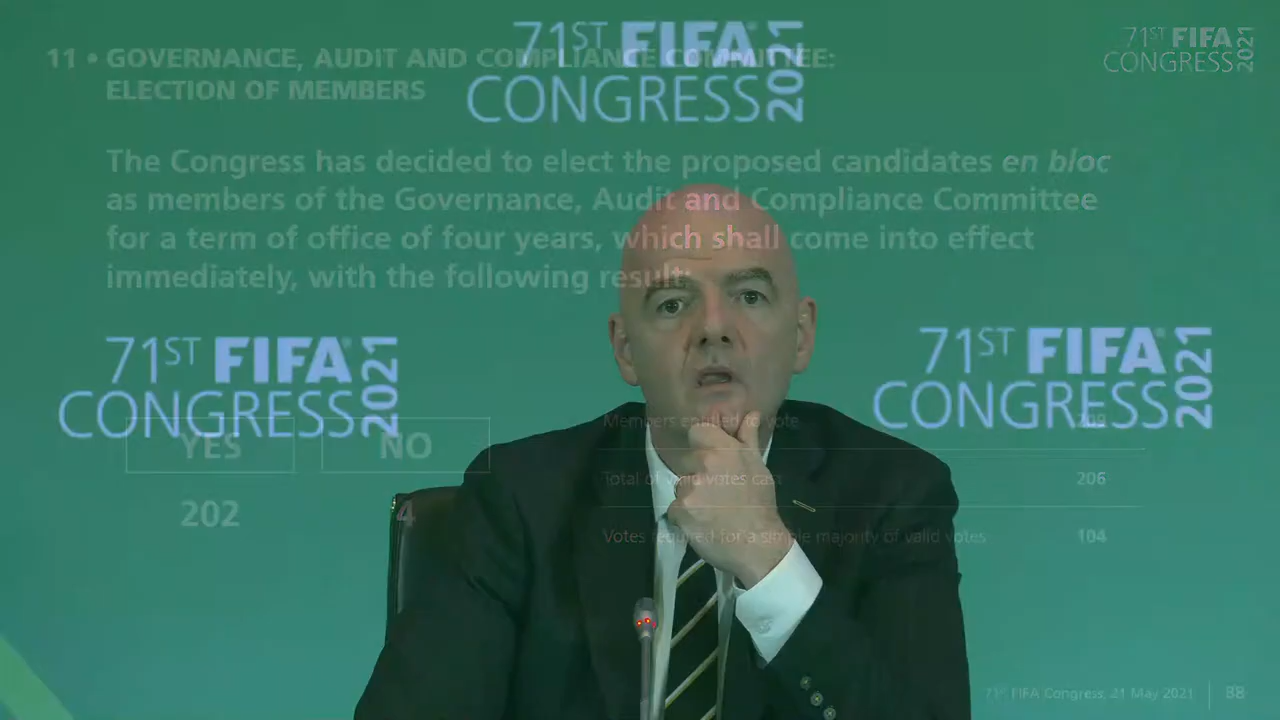 71ST FIFA
CONGRESS 2021
71ST FIFA
CONGRESS 2021
11 • GOVERNANCE, AUDIT AND COMPLIANCE COMMITTEE:
ELECTION OF MEMBERS
The Congress has decided to elect the proposed candidates en bloc
as members of the Governance, Audit and Compliance Committee
for a term of office of four years, which shall come into effect
immediately, with the following result:
71ST FIFA®
CONGRESS 2021
71ST FIFA®
CONGRESS 2021
YES NO
202 4
Members entitled to vote
Total of valid votes cast 206
Votes required for a simple majority of valid votes 104
71st FIFA Congress, 21 May 2021 88